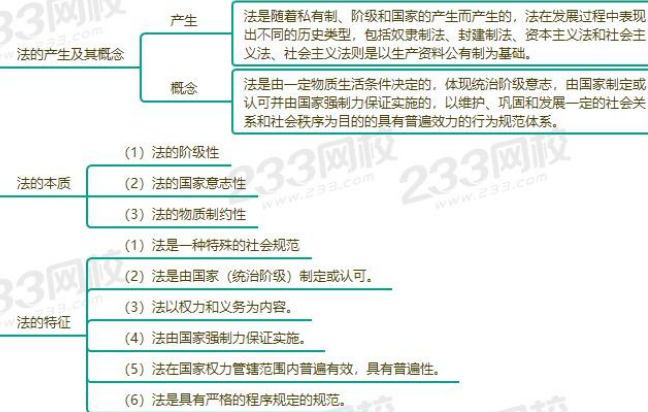 产生
法是随着私有制、阶级和国家的产生而产生的，法在发展过程中表现
出不同的历史类型，包括奴隶制法、封建制法、资本主义法和社会主
义法、社会主义法则是以生产资料公有制为基础。
法的产生及其概念
概念
法是由一定物质生活条件决定的，体现统治阶级意志，由国家制定或
认可并由国家强制力保证实施的，以维护、巩固和发展一定的社会关
系和社会秩序为目的的具有普遍效力的行为规范体系。
（1）法的阶级性
法的本质
（2）法的国家意志性
（3）法的物质制约性
（1）法是一种特殊的社会规范
（2）法是由国家（统治阶级）制定或认可。
（3）法以权力和义务为内容。
法的特征
（4）法由国家强制力保证实施。
（5）法在国家权力管辖范围内普遍有效，具有普遍性。
（6）法是具有严格的程序规定的规范。
233网校
www.233.com
233网校
www.233.com